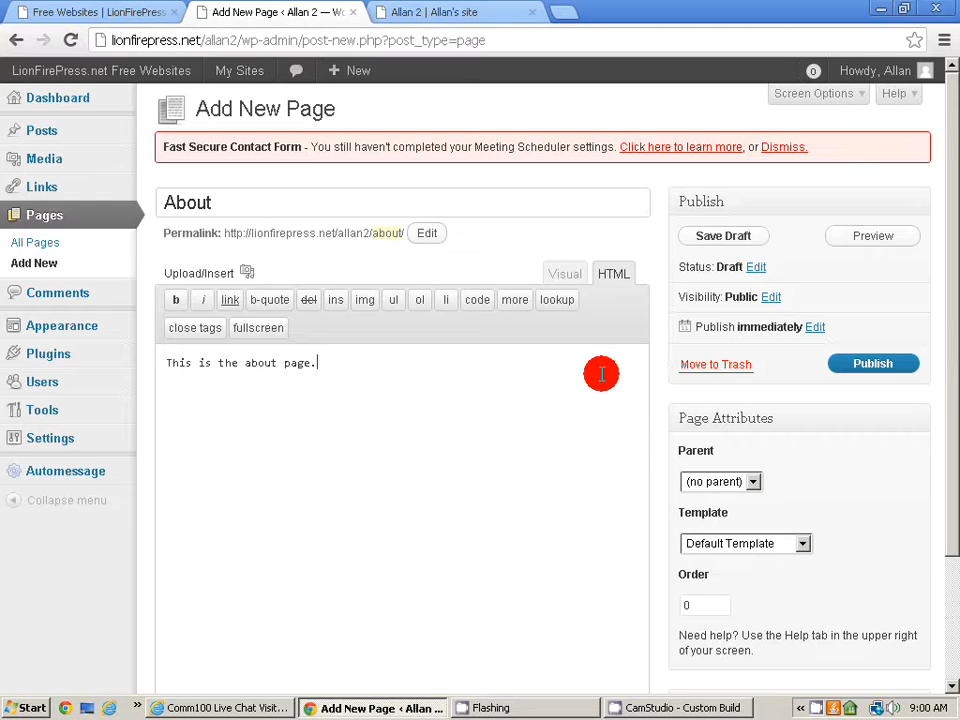 Free Websites | LionFirePress
Add New Page ‹ Allan 2 — Wo
Allan 2 | Allan's site
lionfirepress.net/allan2/wp-admin/post-new.php?post_type=page
LionFirePress.net Free Websites
My Sites
+ New
0
Howdy, Allan
Dashboard
Posts
Media
Links
Pages
All Pages
Add New
Comments
Appearance
Plugins
Users
Tools
Settings
Automessage
Collapse menu
Screen Options
Help
Add New Page
Fast Secure Contact Form - You still haven't completed your Meeting Scheduler settings. Click here to learn more, or Dismiss.
About
Permalink: http://lionfirepress.net/allan2/about/ Edit
Upload/Insert
Visual
HTML
b i link b-quote del ins img ul ol li code more lookup
close tags fullscreen
This is the about page.
Publish
Save Draft
Preview
Status: Draft Edit
Visibility: Public Edit
Publish immediately Edit
Move to Trash
Publish
Page Attributes
Parent
(no parent)
Template
Default Template
Order
0
Need help? Use the Help tab in the upper right
of your screen.
Start
»
Comm100 Live Chat Visit...
Add New Page ‹ Allan ...
Flashing
CamStudio - Custom Build
«
9:00 AM